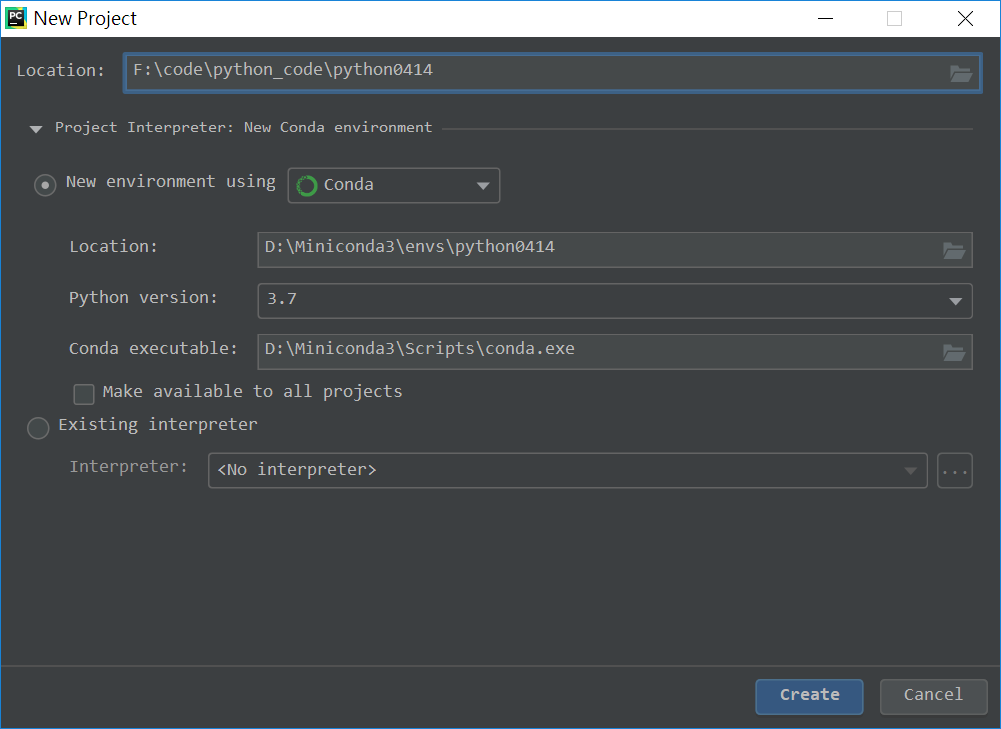 PC New Project
Location: F:\code\python_code\python0414
Project Interpreter: New Conda environment
New environment using Conda
Location: D:\Miniconda3\envs\python0414
Python version: 3.7
Conda executable: D:\Miniconda3\Scripts\conda.exe
Make available to all projects
Existing interpreter
Interpreter: <No interpreter> ...
Create Cancel